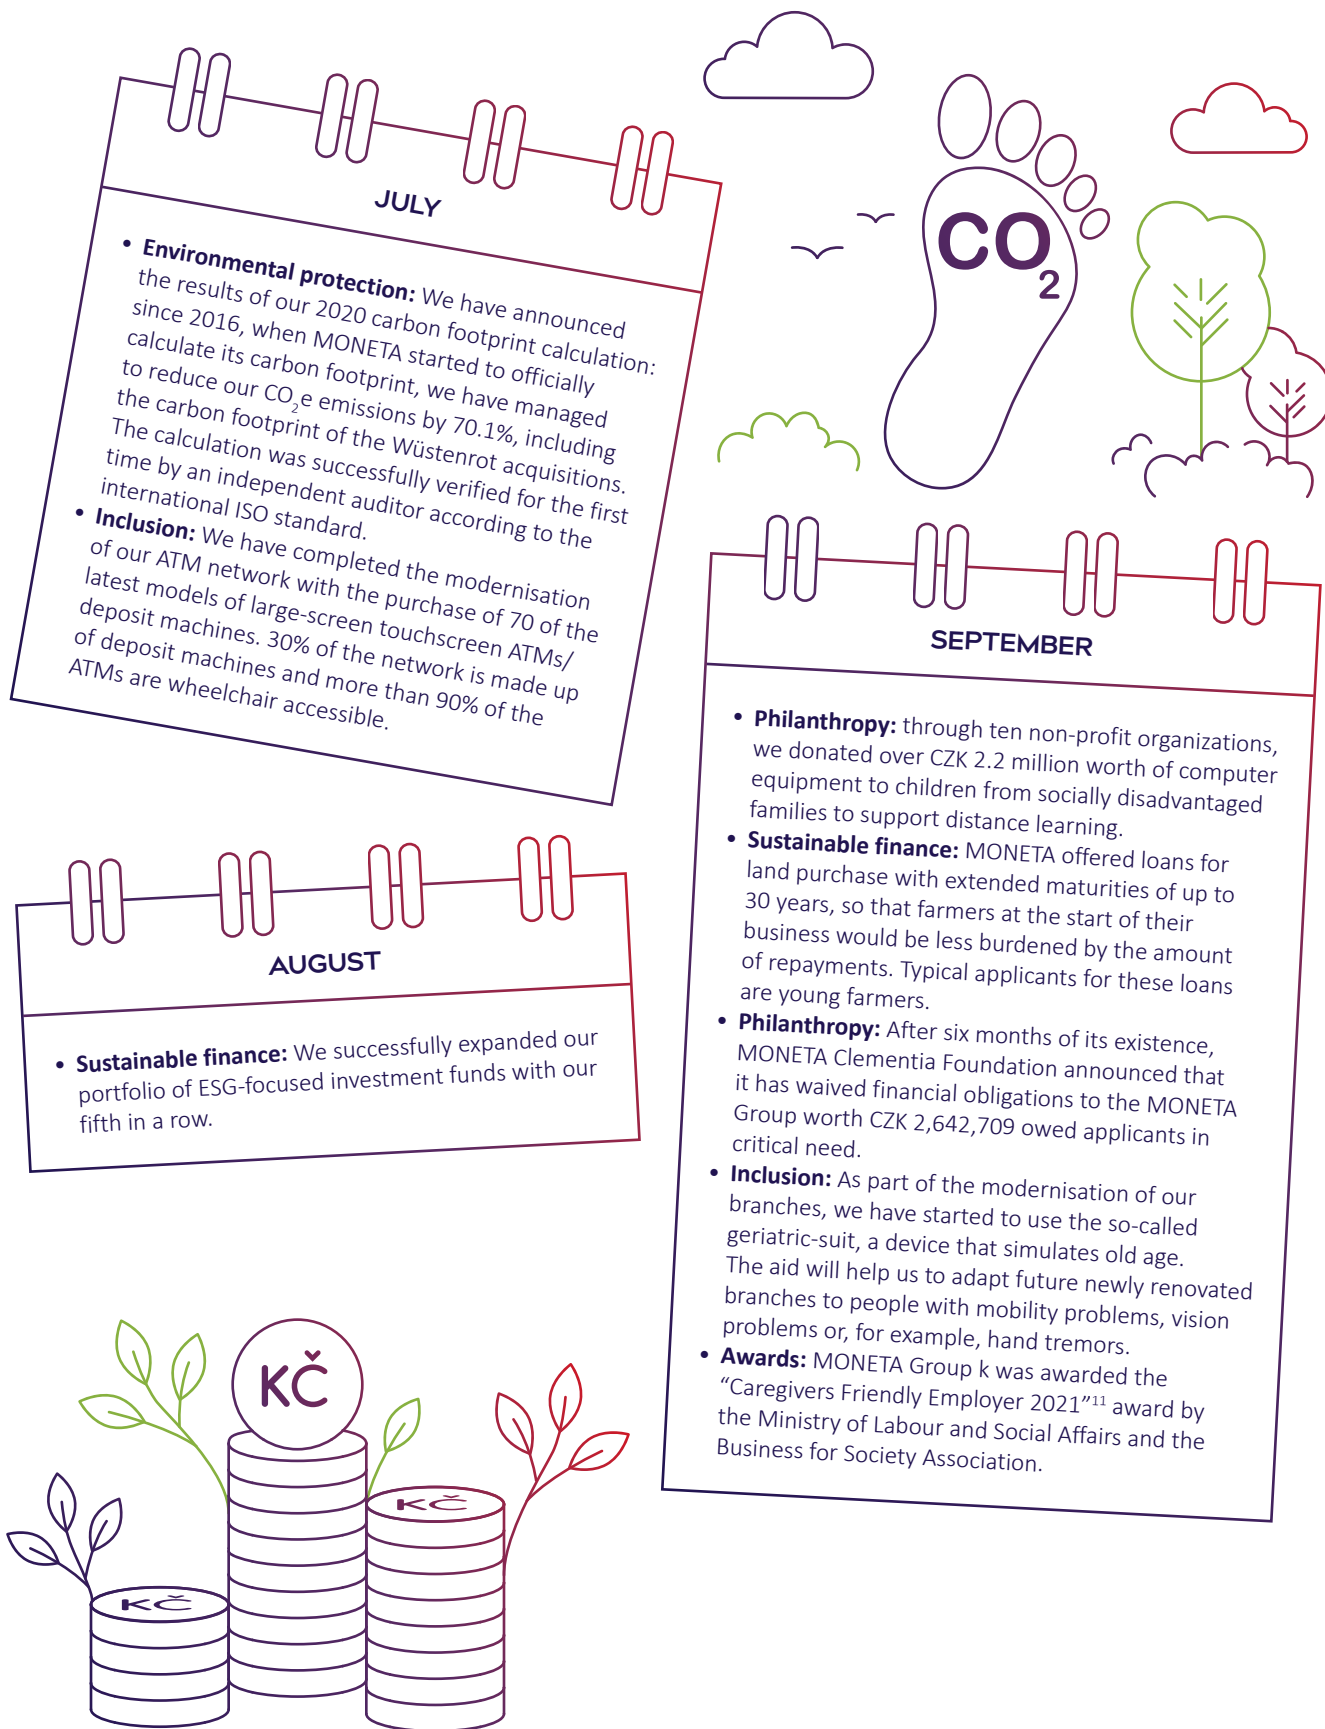 JULY
• Environmental protection: We have announced
the results of our 2020 carbon footprint calculation:
since 2016, when MONETA started to officially
calculate its carbon footprint, we have managed
to reduce our CO₂e emissions by 70.1%, including
the carbon footprint of the Wüstenrot acquisitions.
The calculation was successfully verified for the first
time by an independent auditor according to the
international ISO standard.
• Inclusion: We have completed the modernisation
of our ATM network with the purchase of 70 of the
latest models of large-screen touchscreen ATMs/
deposit machines. 30% of the network is made up
of deposit machines and more than 90% of the
ATMs are wheelchair accessible.
CO₂
AUGUST
• Sustainable finance: We successfully expanded our
portfolio of ESG-focused investment funds with our
fifth in a row.
SEPTEMBER
• Philanthropy: through ten non-profit organizations,
we donated over CZK 2.2 million worth of computer
equipment to children from socially disadvantaged
families to support distance learning.
• Sustainable finance: MONETA offered loans for
land purchase with extended maturities of up to
30 years, so that farmers at the start of their
business would be less burdened by the amount
of repayments. Typical applicants for these loans
are young farmers.
• Philanthropy: After six months of its existence,
MONETA Clementia Foundation announced that
it has waived financial obligations to the MONETA
Group worth CZK 2,642,709 owed applicants in
critical need.
• Inclusion: As part of the modernisation of our
branches, we have started to use the so-called
geriatric-suit, a device that simulates old age.
The aid will help us to adapt future newly renovated
branches to people with mobility problems, vision
problems or, for example, hand tremors.
• Awards: MONETA Group k was awarded the
“Caregivers Friendly Employer 2021”¹¹ award by
the Ministry of Labour and Social Affairs and the
Business for Society Association.
KČ
KČ
KČ